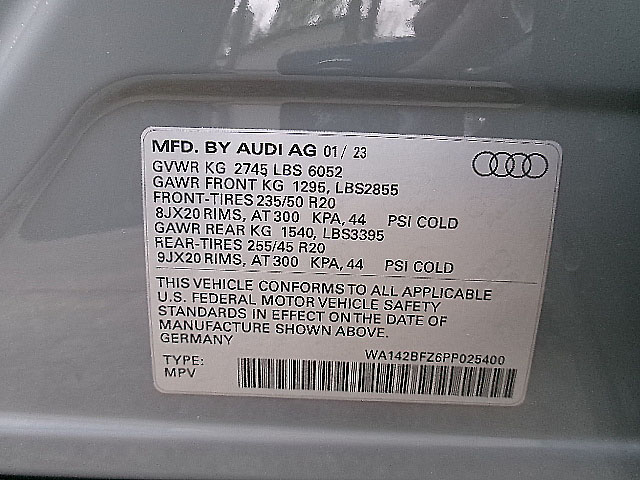 MFD. BY AUDI AG 01/ 23
GVWR KG 2745 LBS 6052
GAWR FRONT KG 1295, LBS2855
FRONT-TIRES 235/50 R20
8JX20 RIMS, AT 300 KPA, 44 PSI COLD
GAWR REAR KG 1540, LBS3395
REAR-TIRES 255/45 R20
9JX20 RIMS, AT 300 KPA, 44 PSI COLD
THIS VEHICLE CONFORMS TO ALL APPLICABLE
U.S. FEDERAL MOTOR VEHICLE SAFETY
STANDARDS IN EFFECT ON THE DATE OF
MANUFACTURE SHOWN ABOVE.
GERMANY
WA142BFZ6PP025400
TYPE:
MPV